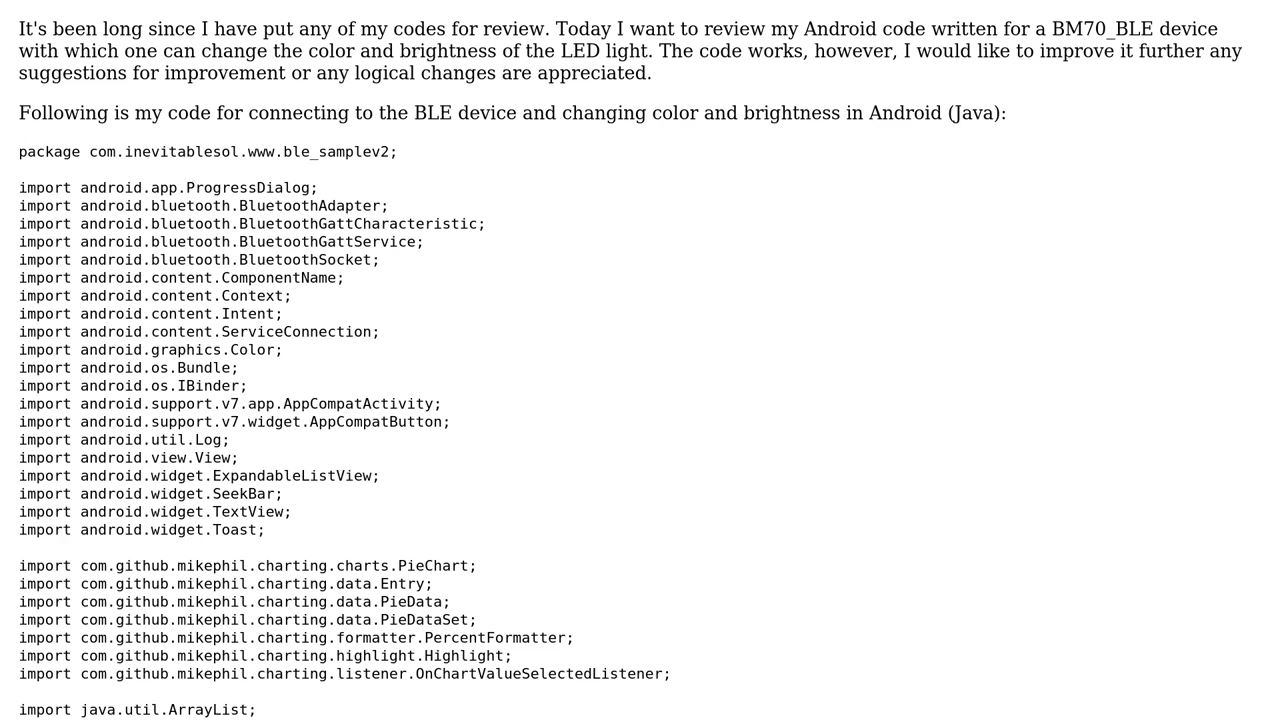 It's been long since I have put any of my codes for review. Today I want to review my Android code written for a BM70_BLE device
with which one can change the color and brightness of the LED light. The code works, however, I would like to improve it further any
suggestions for improvement or any logical changes are appreciated.
Following is my code for connecting to the BLE device and changing color and brightness in Android (Java):
package com.inevitablesol.www.ble_samplev2;
import android.app.ProgressDialog;
import android.bluetooth.BluetoothAdapter;
import android.bluetooth.BluetoothGattCharacteristic;
import android.bluetooth.BluetoothGattService;
import android.bluetooth.BluetoothSocket;
import android.content.ComponentName;
import android.content.Context;
import android.content.Intent;
import android.content.ServiceConnection;
import android.graphics.Color;
import android.os.Bundle;
import android.os.IBinder;
import android.support.v7.app.AppCompatActivity;
import android.support.v7.widget.AppCompatButton;
import android.util.Log;
import android.view.View;
import android.widget.ExpandableListView;
import android.widget.SeekBar;
import android.widget.TextView;
import android.widget.Toast;
import com.github.mikephil.charting.charts.PieChart;
import com.github.mikephil.charting.data.Entry;
import com.github.mikephil.charting.data.PieData;
import com.github.mikephil.charting.data.PieDataSet;
import com.github.mikephil.charting.formatter.PercentFormatter;
import com.github.mikephil.charting.highlight.Highlight;
import com.github.mikephil.charting.listener.OnChartValueSelectedListener;
import java.util.ArrayList;